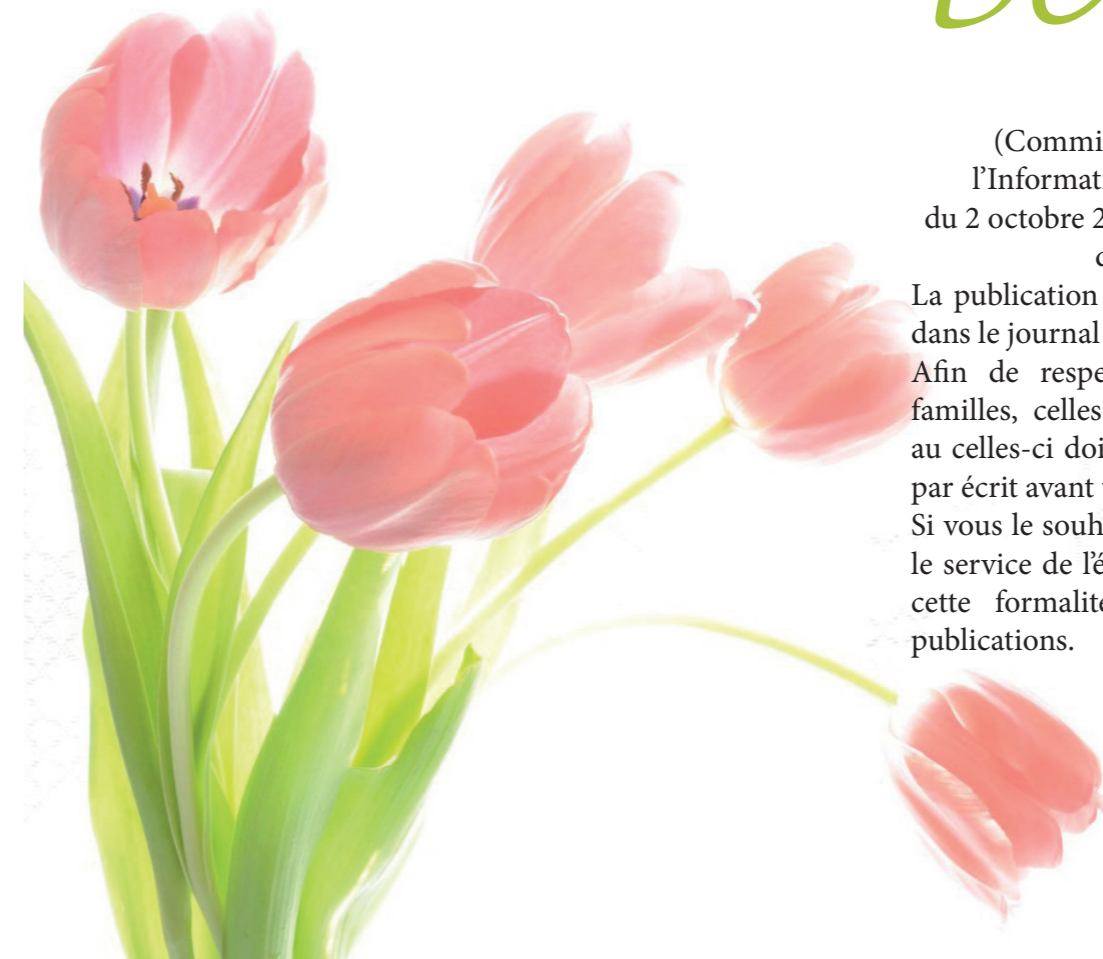 (Commi
l'Informati
du 2 octobre 2
d
La publication
dans le journal
Afin de respe
familles, celles
au celles-ci doi
par écrit avant
Si vous le souh
le service de l'é
cette formalité
publications.